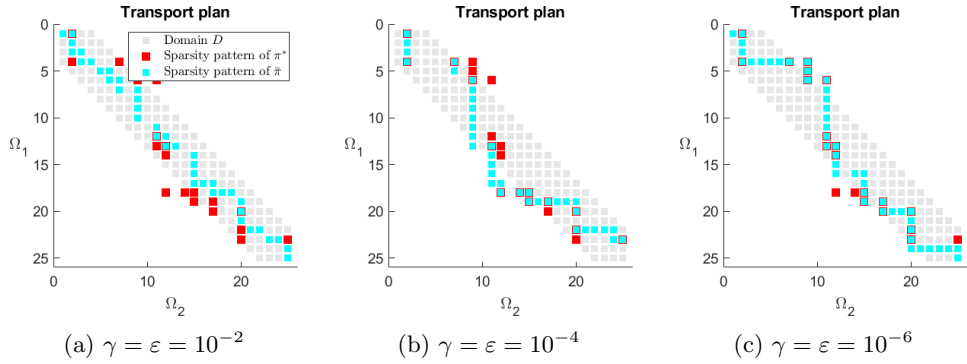 Transport plan
0
5
10
15
20
25
Ω₁
0
10
20
Ω₂
Domain D
Sparsity pattern of π*
Sparsity pattern of π̄
(a) γ = ε = 10⁻²
Transport plan
0
5
10
15
20
25
Ω₁
0
10
20
Ω₂
(b) γ = ε = 10⁻⁴
Transport plan
0
5
10
15
20
25
Ω₁
0
10
20
Ω₂
(c) γ = ε = 10⁻⁶